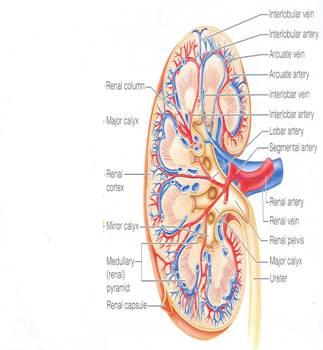 Interlobular vein
Interlobular artery
Arcuate vein
Arcuate artery
Interlobar vein
Interlobar artery
Lobar artery
Segmental artery
Renal artery
Renal vein
Renal pelvis
Major calyx
Ureter
Renal column
Major calyx
Renal
cortex
Minor calyx
Medullary
(renal)
pyramid
Renal capsule